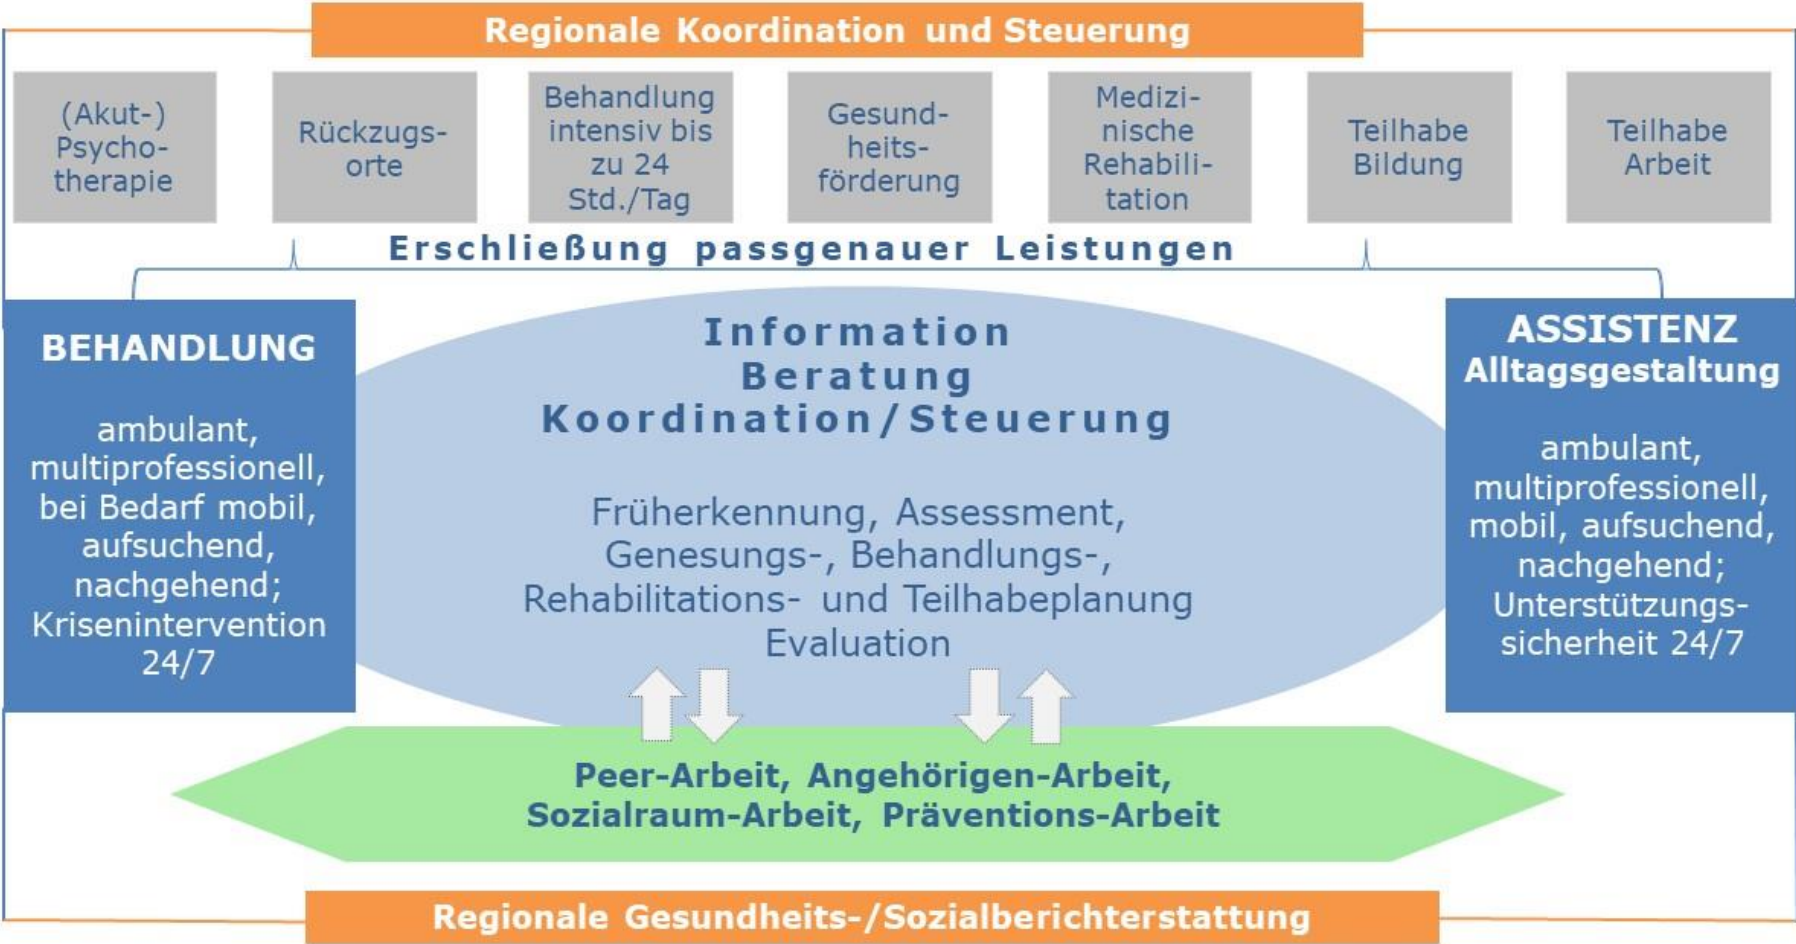 Regionale Koordination und Steuerung
(Akut-)
Psycho-
therapie
Rückzugs-
orte
Behandlung
intensiv bis
zu 24
Std./Tag
Gesund-
heits-
förderung
Medizi-
nische
Rehabili-
tation
Teilhabe
Bildung
Teilhabe
Arbeit
Erschließung passgenauer Leistungen
BEHANDLUNG
ambulant,
multiprofessionell,
bei Bedarf mobil,
aufsuchend,
nachgehend;
Krisenintervention
24/7
Information
Beratung
Koordination/Steuerung
Früherkennung, Assessment,
Genesungs-, Behandlungs-,
Rehabilitations- und Teilhabeplanung
Evaluation
ASSISTENZ
Alltagsgestaltung
ambulant,
multiprofessionell,
mobil, aufsuchend,
nachgehend;
Unterstützungs-
sicherheit 24/7
Peer-Arbeit, Angehörigen-Arbeit,
Sozialraum-Arbeit, Präventions-Arbeit
Regionale Gesundheits-/Sozialberichterstattung